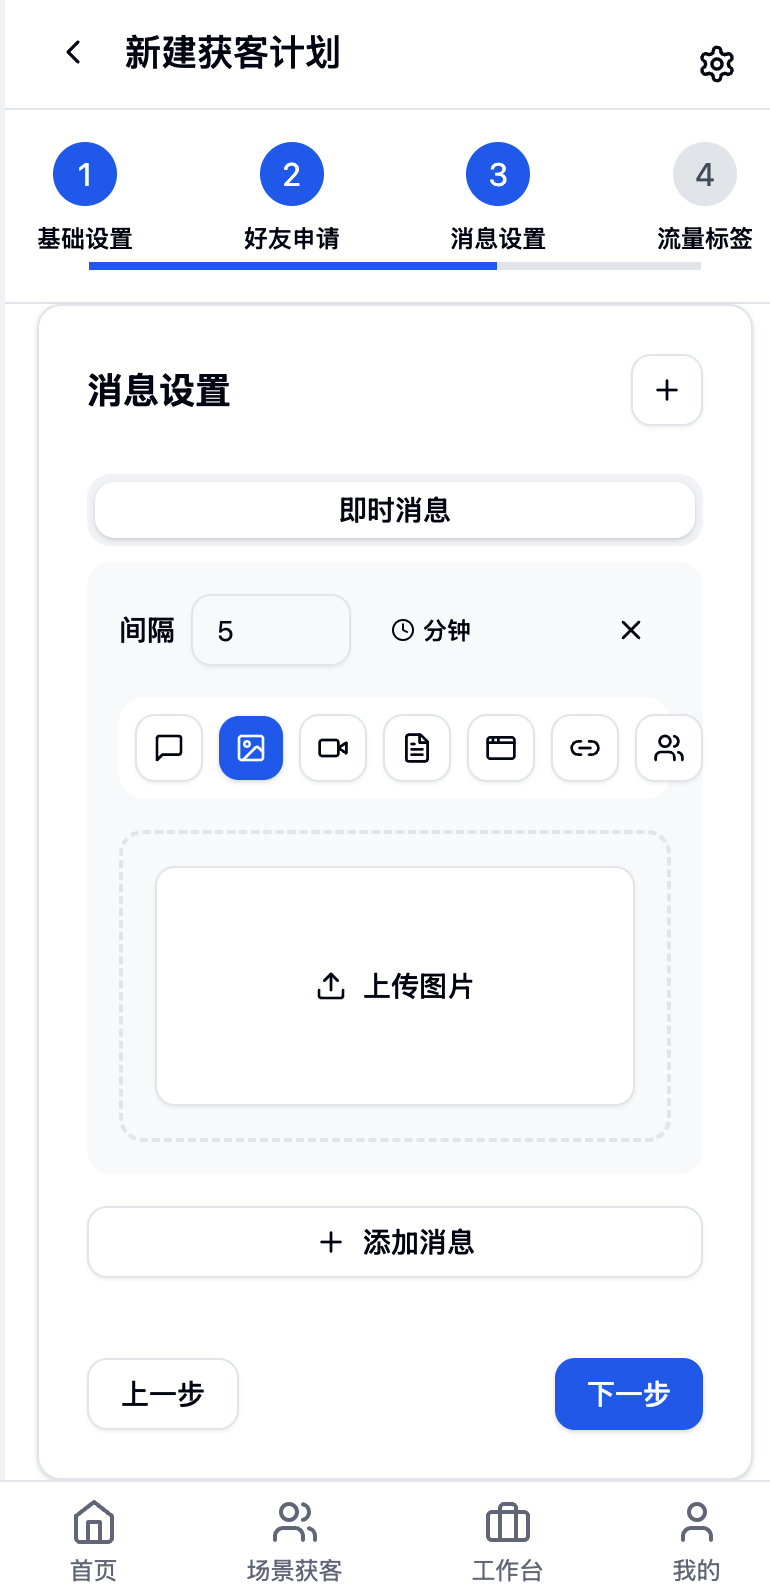 新建获客计划
1 2 3 4
基础设置 好友申请 消息设置 流量标签
消息设置
即时消息
间隔 5 分钟
上传图片
添加消息
上一步 下一步
首页 场景获客 工作台 我的